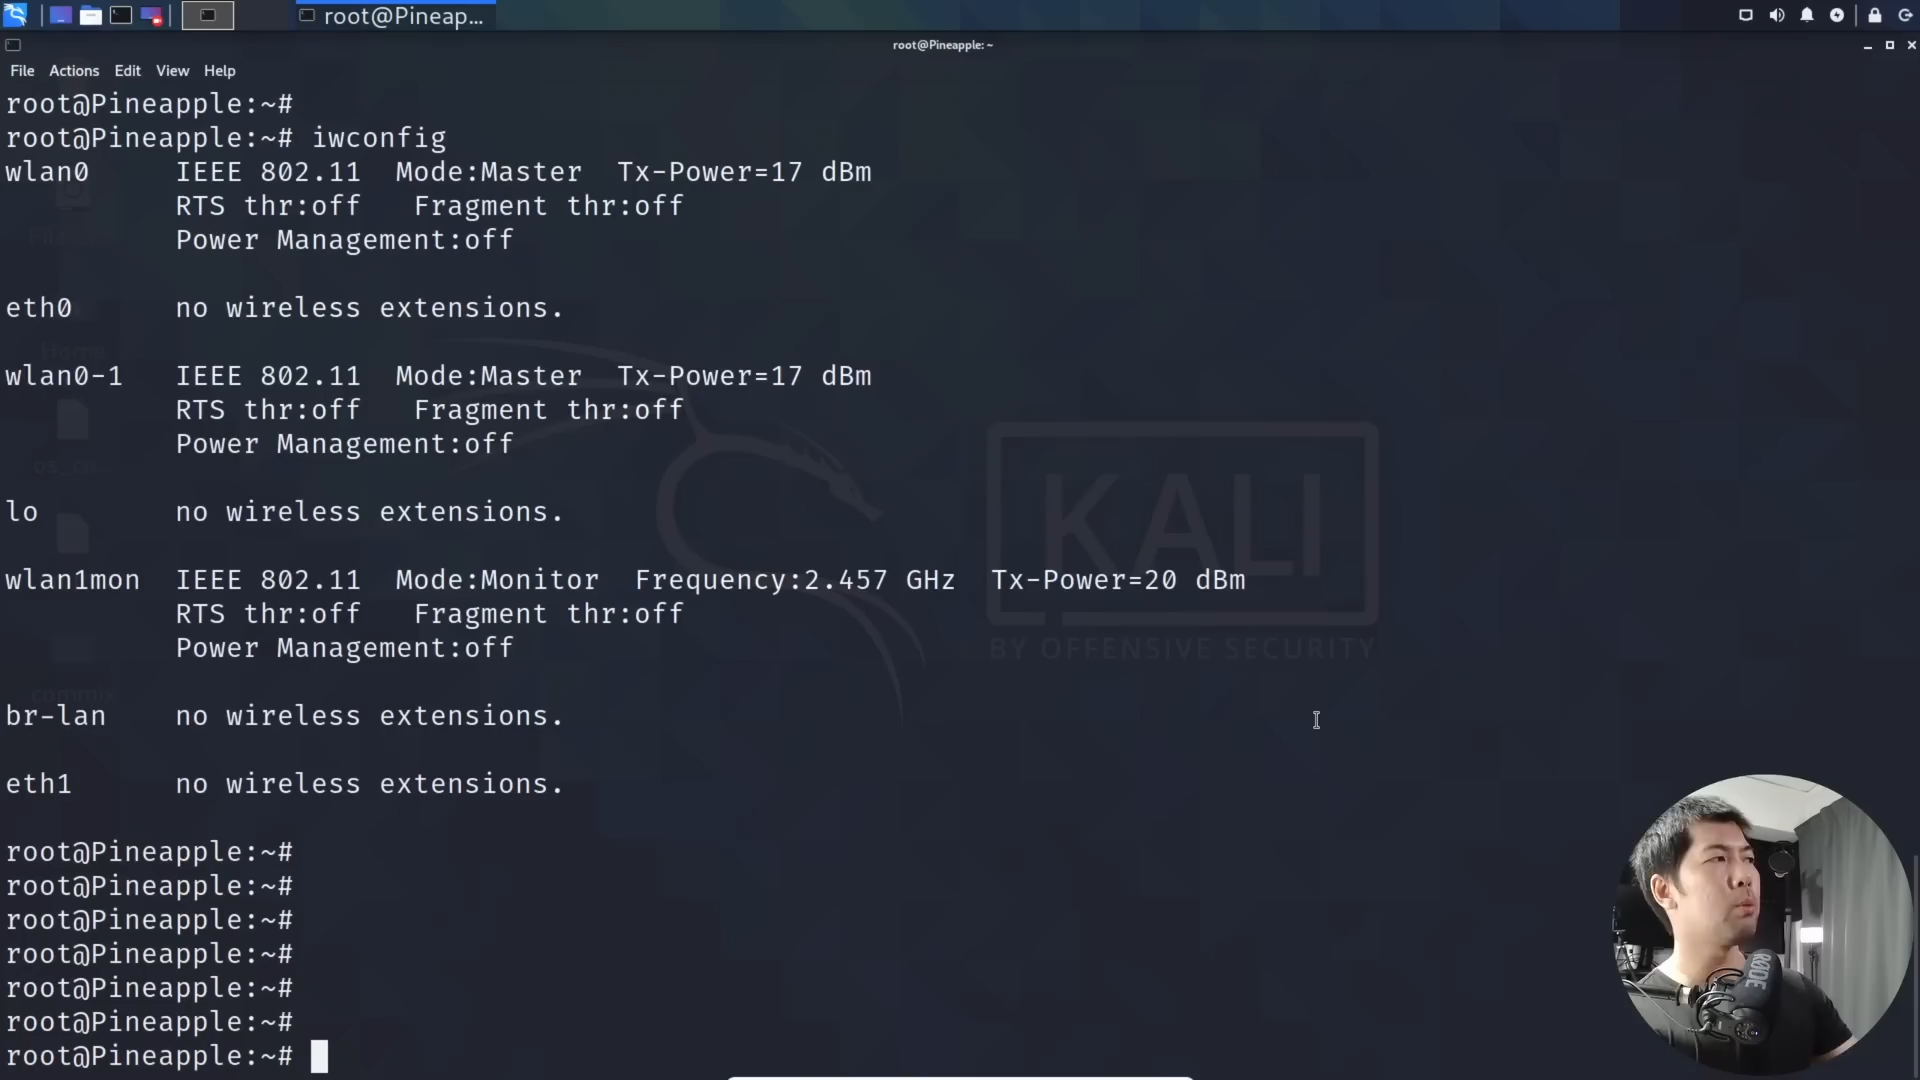 root@Pineap...
root@Pineapple: ~
File Actions Edit View Help
root@Pineapple:~#
root@Pineapple:~# iwconfig
wlan0 IEEE 802.11 Mode:Master Tx-Power=17 dBm
RTS thr:off Fragment thr:off
Power Management:off
eth0 no wireless extensions.
wlan0-1 IEEE 802.11 Mode:Master Tx-Power=17 dBm
RTS thr:off Fragment thr:off
Power Management:off
lo no wireless extensions.
wlan1mon IEEE 802.11 Mode:Monitor Frequency:2.457 GHz Tx-Power=20 dBm
RTS thr:off Fragment thr:off
Power Management:off
br-lan no wireless extensions.
eth1 no wireless extensions.
root@Pineapple:~#
root@Pineapple:~#
root@Pineapple:~#
root@Pineapple:~#
root@Pineapple:~#
root@Pineapple:~#
root@Pineapple:~#
Home
KALI
BY OFFENSIVE SECURITY
RØDE